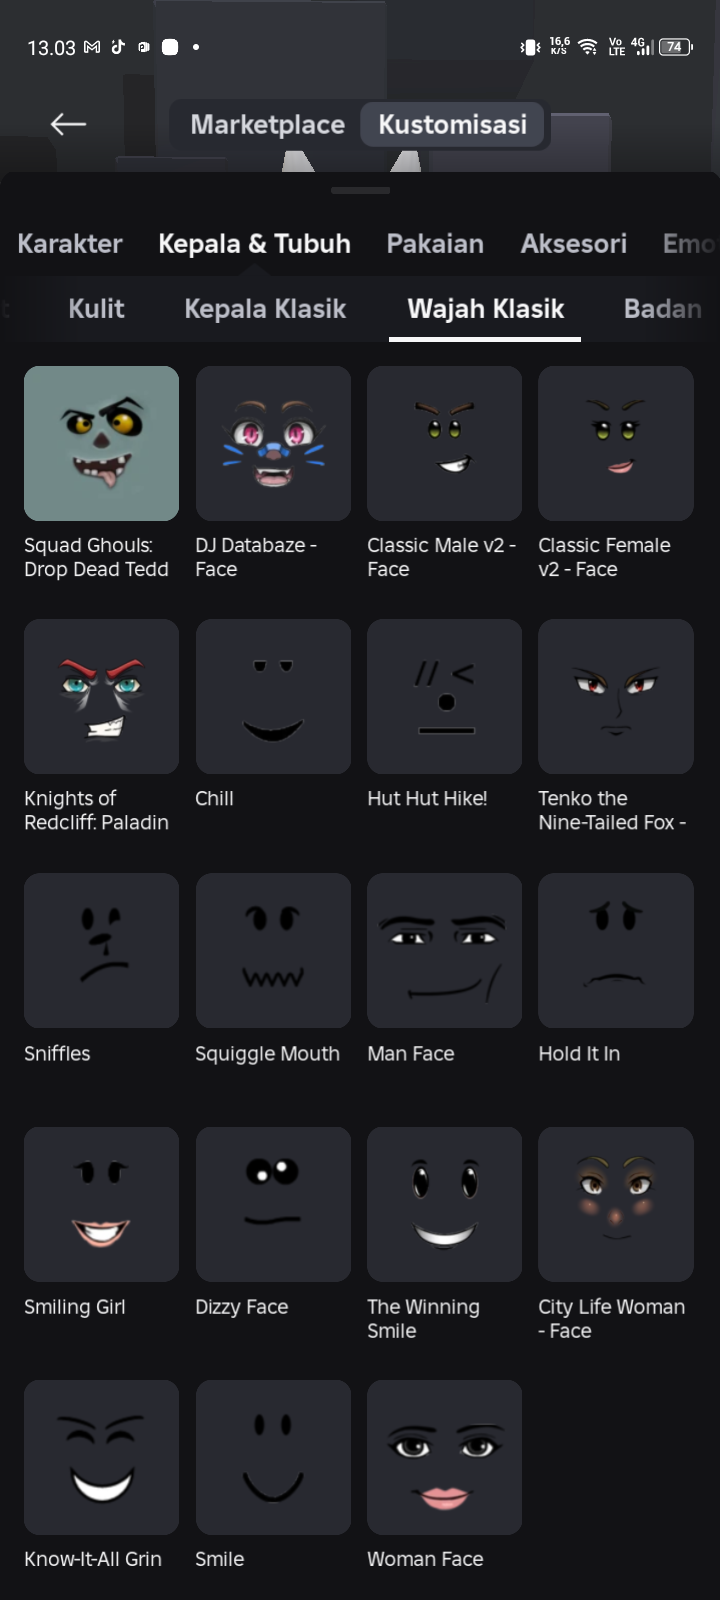 13.03
16,6 K/S
Vo LTE
4G
74
Marketplace
Kustomisasi
Karakter
Kepala & Tubuh
Pakaian
Aksesori
Emo
Kulit
Kepala Klasik
Wajah Klasik
Badan
Squad Ghouls:
Drop Dead Tedd
DJ Databaze -
Face
Classic Male v2 -
Face
Classic Female
v2 - Face
Knights of
Redcliff: Paladin
Chill
Hut Hut Hike!
Tenko the
Nine-Tailed Fox -
Sniffles
Squiggle Mouth
Man Face
Hold It In
Smiling Girl
Dizzy Face
The Winning
Smile
City Life Woman
- Face
Know-It-All Grin
Smile
Woman Face